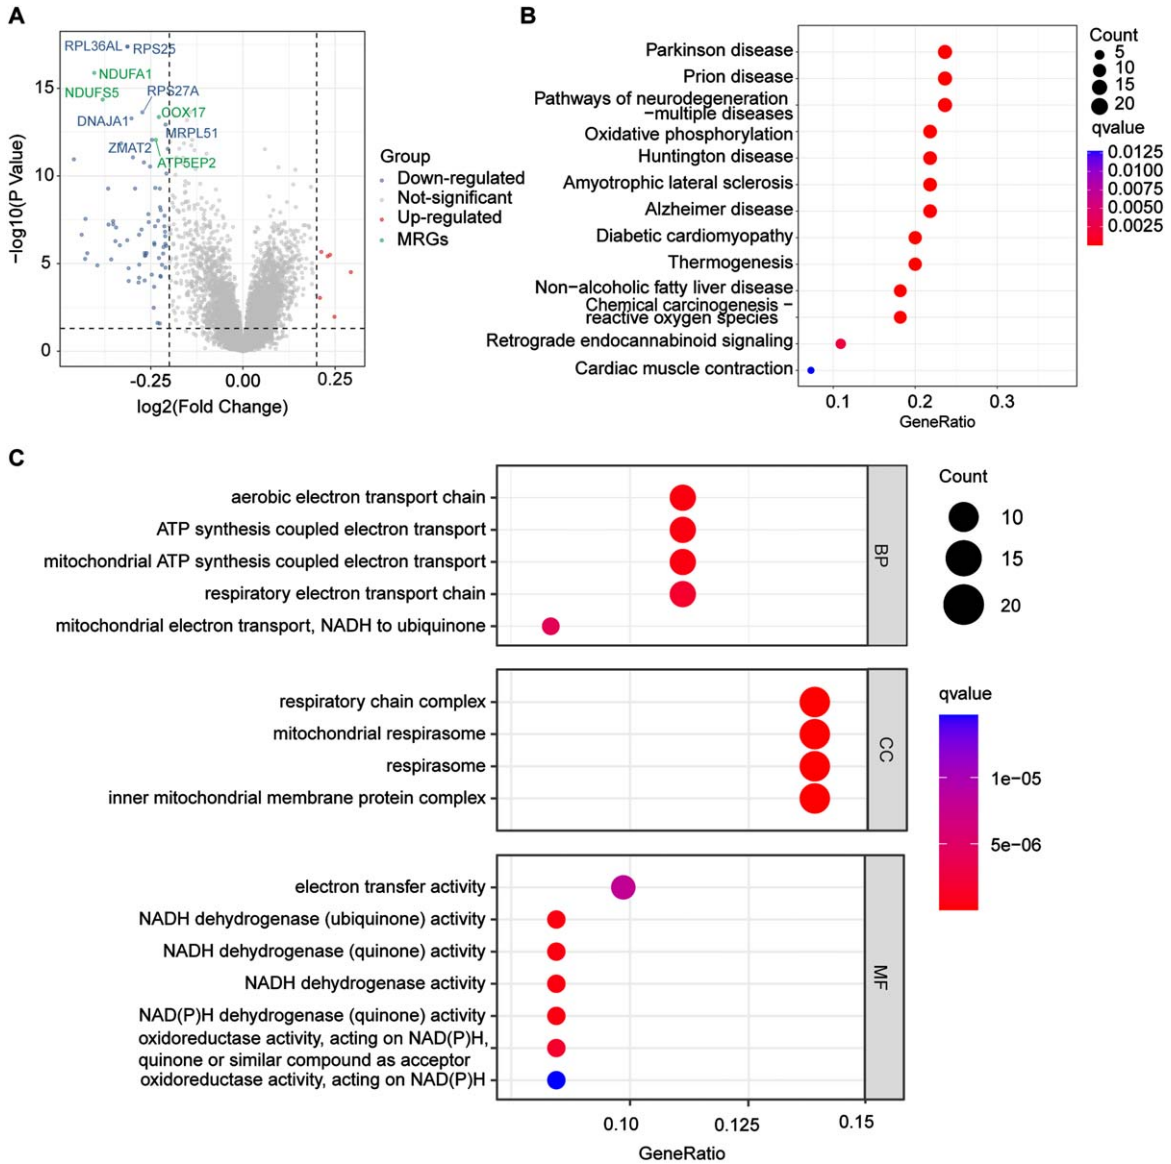 A
RPL36AL
RPS25
NDUFA1
NDUFS5
RPS27A
COX17
DNAJA1
MRPL51
ZMAT2
ATP5EP2
15
10
5
0
-0.25
0.00
0.25
log2(Fold Change)
−log10(P Value)
Group
Down-regulated
Not-significant
Up-regulated
MRGs
B
Parkinson disease
Prion disease
Pathways of neurodegeneration
−multiple diseases
Oxidative phosphorylation
Huntington disease
Amyotrophic lateral sclerosis
Alzheimer disease
Diabetic cardiomyopathy
Thermogenesis
Non−alcoholic fatty liver disease
Chemical carcinogenesis −
reactive oxygen species
Retrograde endocannabinoid signaling
Cardiac muscle contraction
0.1
0.2
0.3
GeneRatio
Count
5
10
15
20
qvalue
0.0125
0.0100
0.0075
0.0050
0.0025
C
aerobic electron transport chain
ATP synthesis coupled electron transport
mitochondrial ATP synthesis coupled electron transport
respiratory electron transport chain
mitochondrial electron transport, NADH to ubiquinone
BP
respiratory chain complex
mitochondrial respirasome
respirasome
inner mitochondrial membrane protein complex
CC
electron transfer activity
NADH dehydrogenase (ubiquinone) activity
NADH dehydrogenase (quinone) activity
NADH dehydrogenase activity
NAD(P)H dehydrogenase (quinone) activity
oxidoreductase activity, acting on NAD(P)H,
quinone or similar compound as acceptor
oxidoreductase activity, acting on NAD(P)H
MF
0.10
0.125
0.15
GeneRatio
Count
10
15
20
qvalue
1e−05
5e−06